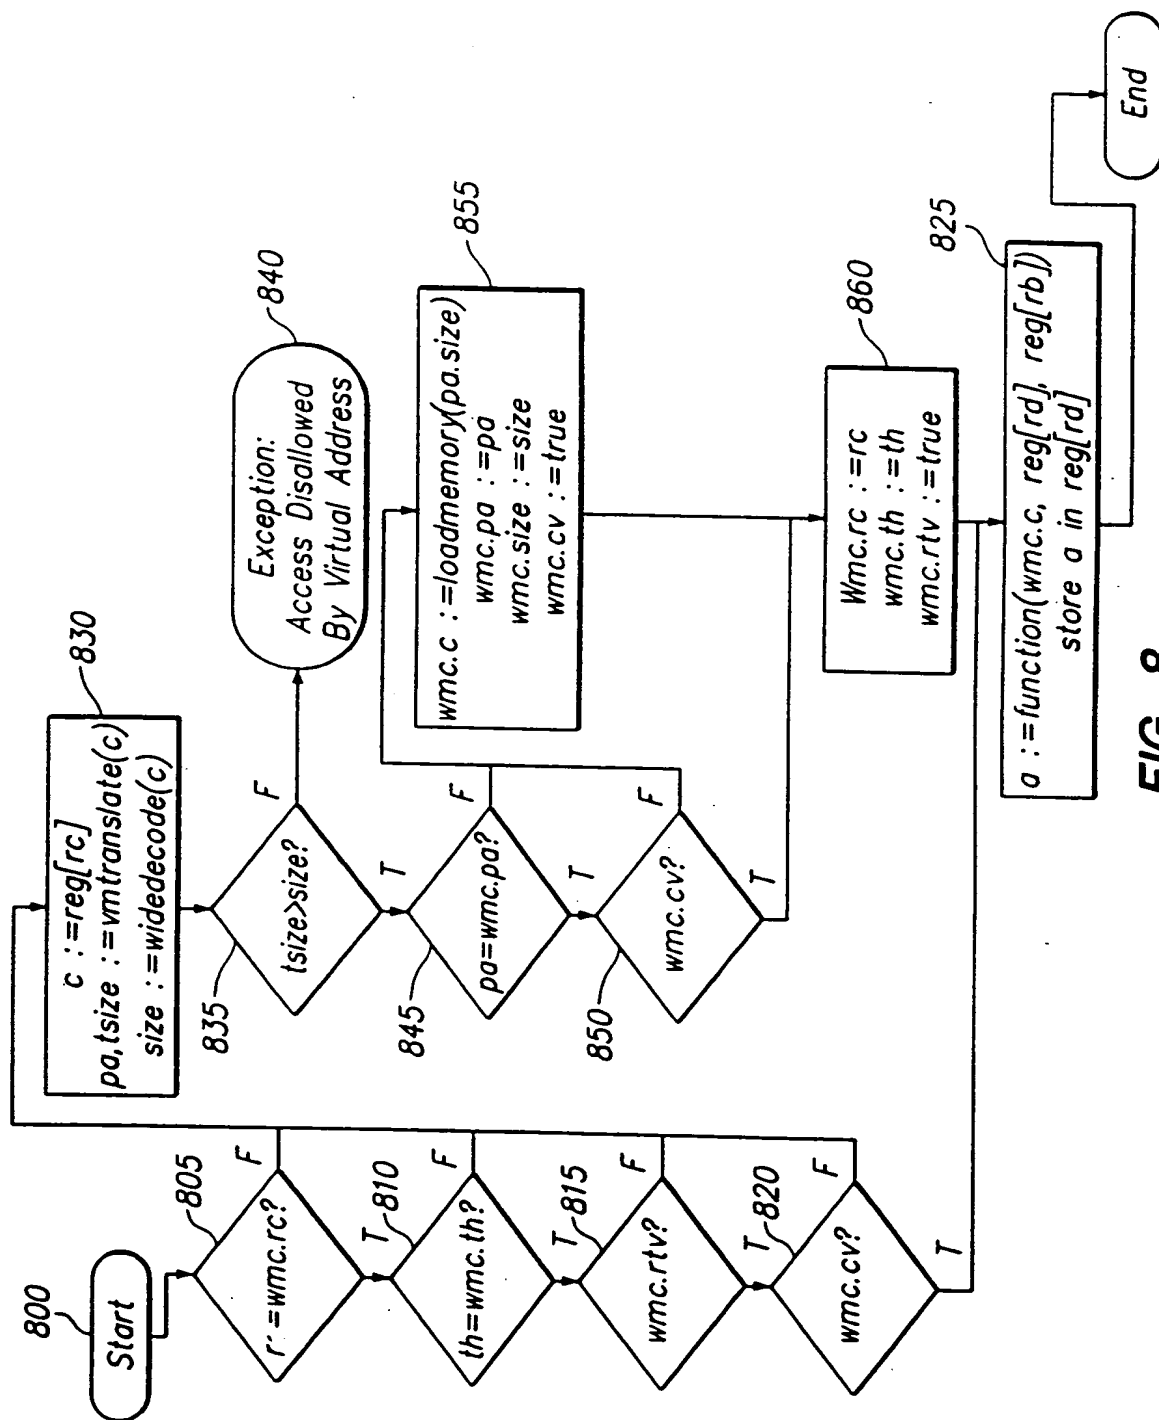 800
Start
805
r =wmc.rc?
F
T
810
th=wmc.th?
F
T
815
wmc.rtv?
F
T
820
wmc.cv?
F
T
830
c :=reg[rc]
pa,tsize :=vmtranslate(c)
size :=widedecode(c)
835
tsize>size?
F
T
840
Exception:
Access Disallowed
By Virtual Address
845
pa=wmc.pa?
F
T
850
wmc.cv?
F
T
855
wmc.c :=loadmemory(pa.size)
wmc.pa :=pa
wmc.size :=size
wmc.cv :=true
860
Wmc.rc :=rc
wmc.th :=th
wmc.rtv :=true
825
a :=function(wmc.c, reg[rd], reg[rb])
store a in reg[rd]
End
FIG. 8